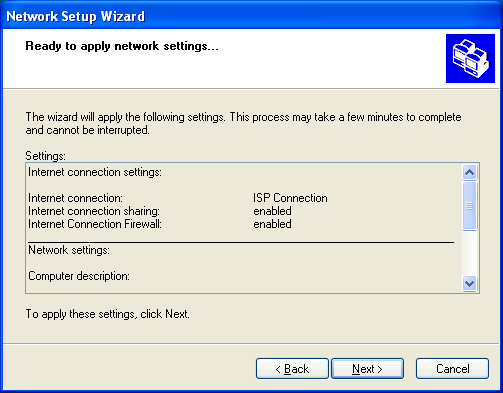 Network Setup Wizard
Ready to apply network settings...
The wizard will apply the following settings. This process may take a few minutes to complete
and cannot be interrupted.
Settings:
Internet connection settings:
Internet connection: ISP Connection
Internet connection sharing: enabled
Internet Connection Firewall: enabled
Network settings:
Computer description:
To apply these settings, click Next.
< Back Next > Cancel